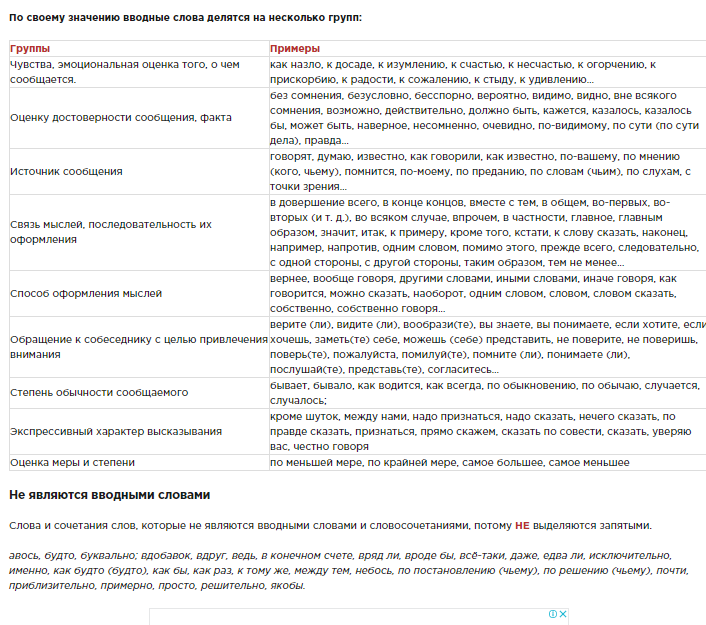 По своему значению вводные слова делятся на несколько групп:
Группы
Примеры
Чувства, эмоциональная оценка того, о чем
сообщается.
как назло, к досаде, к изумлению, к счастью, к несчастью, к огорчению, к
прискорбию, к радости, к сожалению, к стыду, к удивлению...
Оценку достоверности сообщения, факта
без сомнения, безусловно, бесспорно, вероятно, видимо, видно, вне всякого
сомнения, возможно, действительно, должно быть, кажется, казалось, казалось
бы, может быть, наверное, несомненно, очевидно, по-видимому, по сути (по сути
дела), правда...
Источник сообщения
говорят, думаю, известно, как говорили, как известно, по-вашему, по мнению
(кого, чьему), помнится, по-моему, по преданию, по словам (чьим), по слухам, с
точки зрения...
Связь мыслей, последовательность их
оформления
в довершение всего, в конце концов, вместе с тем, в общем, во-первых, во-
вторых (и т. д.), во всяком случае, впрочем, в частности, главное, главным
образом, значит, итак, к примеру, кроме того, кстати, к слову сказать, наконец,
например, напротив, одним словом, помимо этого, прежде всего, следовательно,
с одной стороны, с другой стороны, таким образом, тем не менее...
Способ оформления мыслей
вернее, вообще говоря, другими словами, иными словами, иначе говоря, как
говорится, можно сказать, наоборот, одним словом, словом, словом сказать,
собственно, собственно говоря...
Обращение к собеседнику с целью привлечения
внимания
верите (ли), видите (ли), вообрази(те), вы знаете, вы понимаете, если хотите, если
хочешь, заметь(те) себе, можешь (себе) представить, не поверите, не поверишь,
поверь(те), пожалуйста, помилуй(те), помните (ли), понимаете (ли),
послушай(те), представь(те), согласитесь...
Степень обычности сообщаемого
бывает, бывало, как водится, как всегда, по обыкновению, по обычаю, случается,
случалось;
Экспрессивный характер высказывания
кроме шуток, между нами, надо признаться, надо сказать, нечего сказать, по
правде сказать, признаться, прямо скажем, сказать по совести, сказать, уверяю
вас, честно говоря
Оценка меры и степени
по меньшей мере, по крайней мере, самое большее, самое меньшее
Не являются вводными словами
Слова и сочетания слов, которые не являются вводными словами и словосочетаниями, потому НЕ выделяются запятыми.
авось, будто, буквально; вдобавок, вдруг, ведь, в конечном счете, вряд ли, вроде бы, всё-таки, даже, едва ли, исключительно,
именно, как будто (будто), как бы, как раз, к тому же, между тем, небось, по постановлению (чьему), по решению (чьему), почти,
приблизительно, примерно, просто, решительно, якобы.